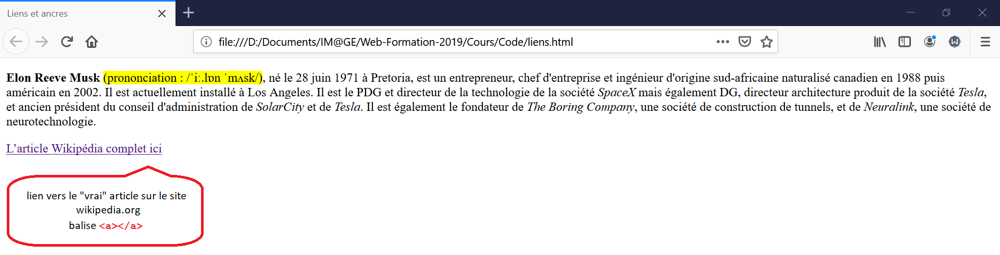 Liens et ancres
file:///D:/Documents/IM@GE/Web-Formation-2019/Cours/Code/liens.html
Elon Reeve Musk (prononciation : /ˈiː.lɒn ˈmʌsk/), né le 28 juin 1971 à Pretoria, est un entrepreneur, chef d'entreprise et ingénieur d'origine sud-africaine naturalisé canadien en 1988 puis
américain en 2002. Il est actuellement installé à Los Angeles. Il est le PDG et directeur de la technologie de la société SpaceX mais également DG, directeur architecture produit de la société Tesla,
et ancien président du conseil d'administration de SolarCity et de Tesla. Il est également le fondateur de The Boring Company, une société de construction de tunnels, et de Neuralink, une société de
neurotechnologie.
L’article Wikipédia complet ici
lien vers le "vrai" article sur le site
wikipedia.org
balise <a></a>